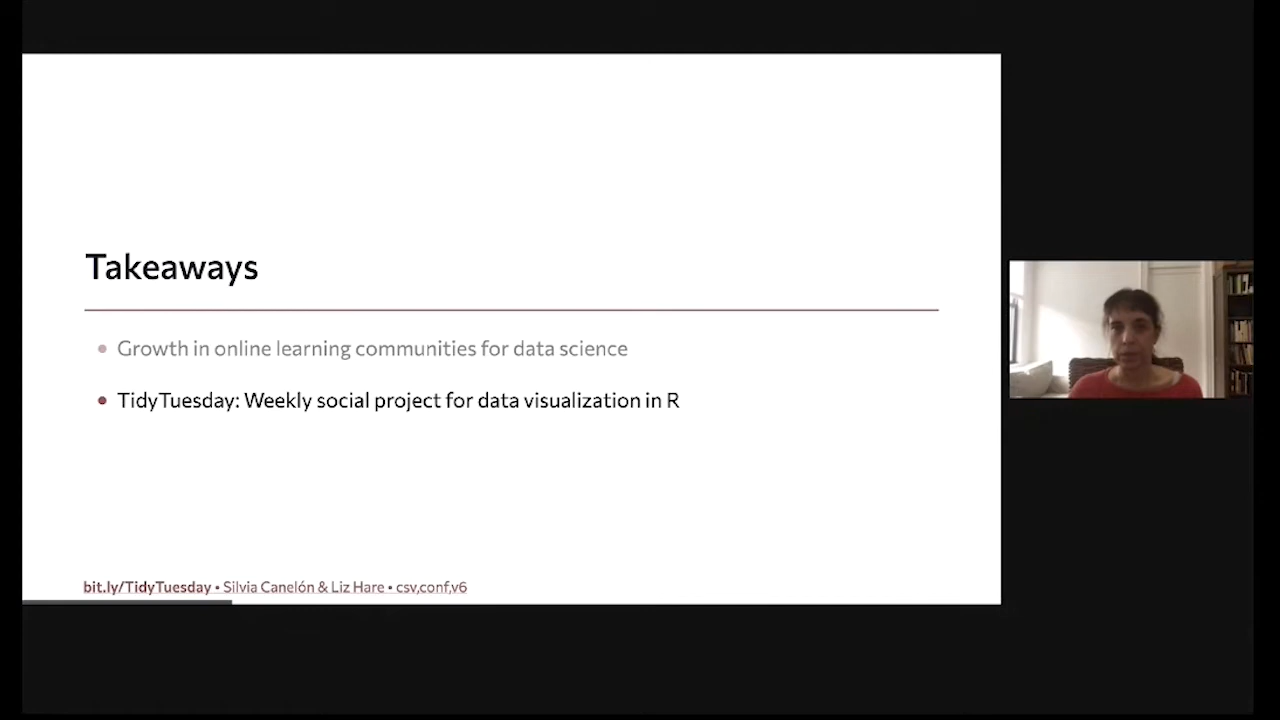 Takeaways
• Growth in online learning communities for data science
• TidyTuesday: Weekly social project for data visualization in R
bit.ly/TidyTuesday • Silvia Canelón & Liz Hare • csv,conf,v6